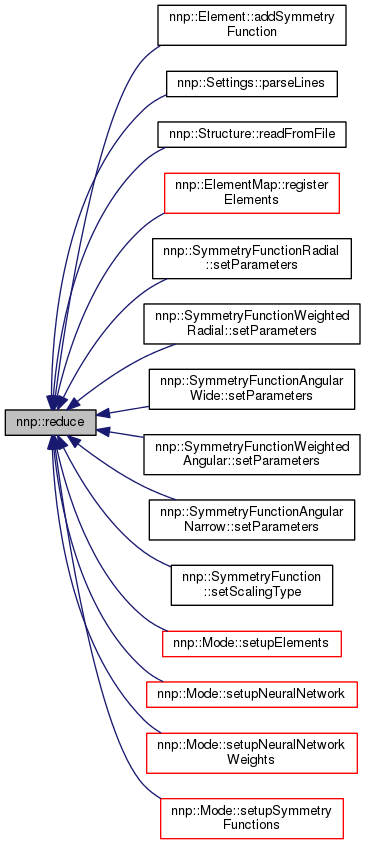 nnp::Element::addSymmetry
Function
nnp::Settings::parseLines
nnp::Structure::readFromFile
nnp::ElementMap::register
Elements
nnp::SymmetryFunctionRadial
::setParameters
nnp::SymmetryFunctionWeighted
Radial::setParameters
nnp::SymmetryFunctionAngular
Wide::setParameters
nnp::reduce
nnp::SymmetryFunctionWeighted
Angular::setParameters
nnp::SymmetryFunctionAngular
Narrow::setParameters
nnp::SymmetryFunction
::setScalingType
nnp::Mode::setupElements
nnp::Mode::setupNeuralNetwork
nnp::Mode::setupNeuralNetwork
Weights
nnp::Mode::setupSymmetry
Functions